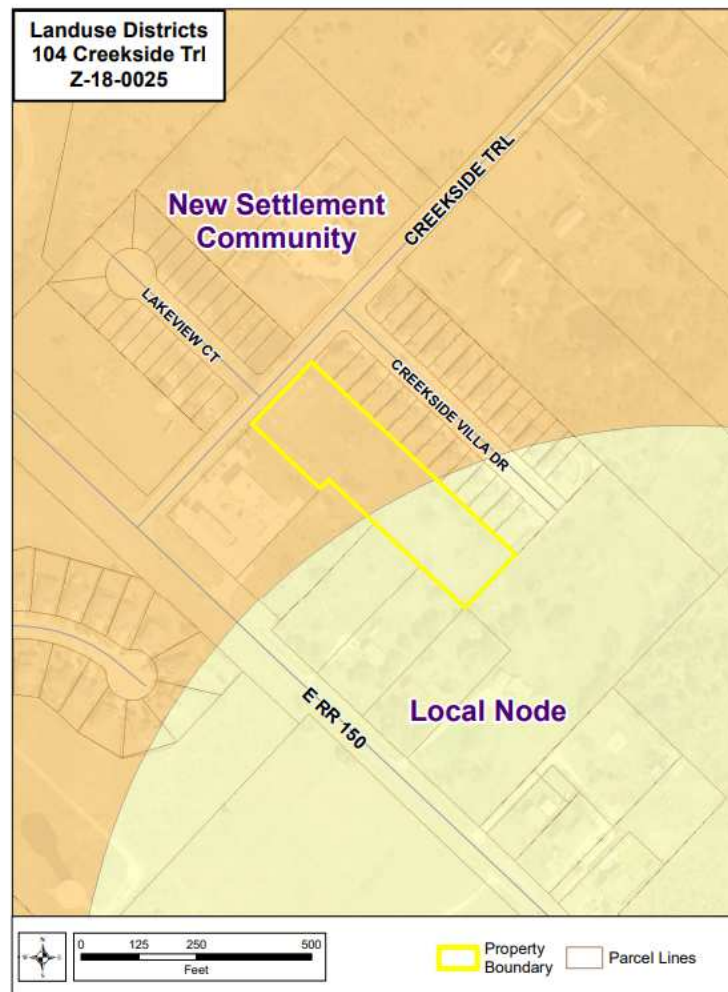 Landuse Districts
104 Creekside Trl
Z-18-0025
New Settlement
Community
CREEKSIDE TRL
LAKEVIEW CT
CREEKSIDE VILLA DR
E RR 150
Local Node
N
0 125 250 500
Feet
Property
Boundary
Parcel Lines